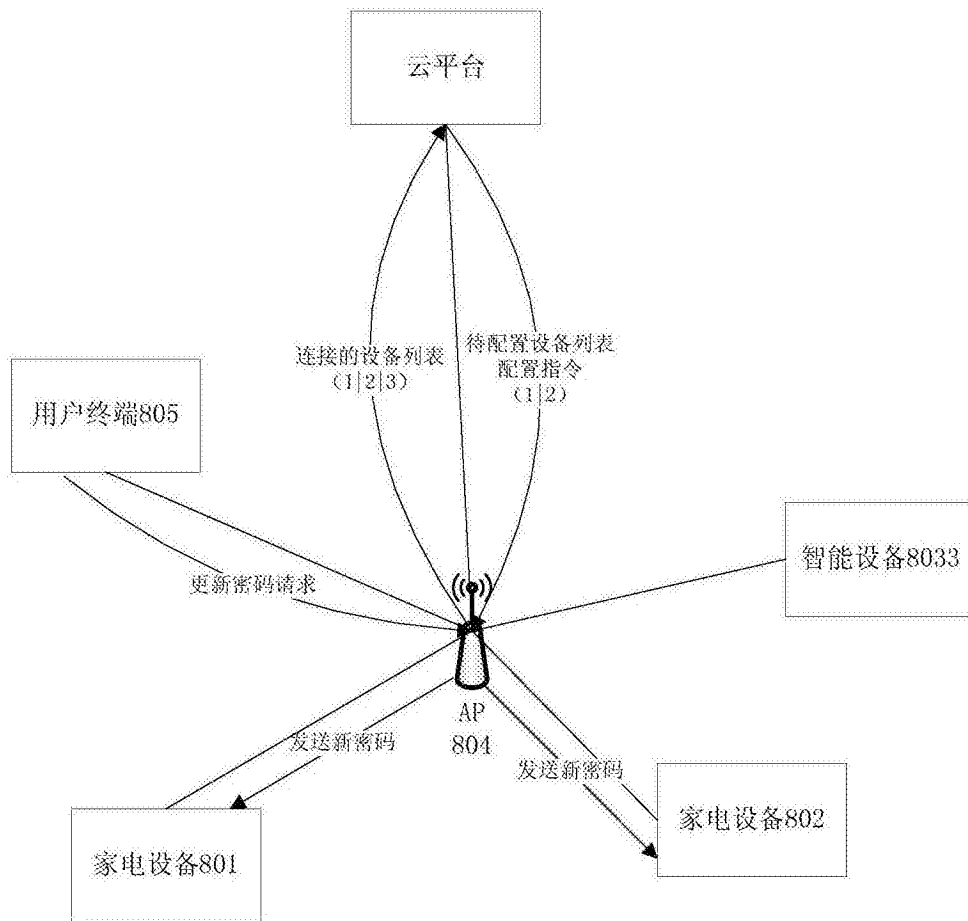 云平台
连接的设备列表
（1|2|3）
待配置设备列表
配置指令
（1|2）
用户终端805
智能设备8033
更新密码请求
AP
804
发送新密码
发送新密码
家电设备802
家电设备801